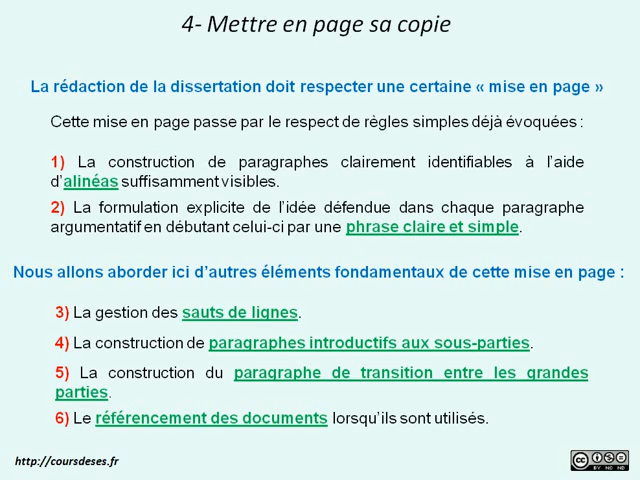 4- Mettre en page sa copie
La rédaction de la dissertation doit respecter une certaine « mise en page »
Cette mise en page passe par le respect de règles simples déjà évoquées :
1) La construction de paragraphes clairement identifiables à l’aide
d’alinéas suffisamment visibles.
2) La formulation explicite de l’idée défendue dans chaque paragraphe
argumentatif en débutant celui-ci par une phrase claire et simple.
Nous allons aborder ici d’autres éléments fondamentaux de cette mise en page :
3) La gestion des sauts de lignes.
4) La construction de paragraphes introductifs aux sous-parties.
5) La construction du paragraphe de transition entre les grandes
parties.
6) Le référencement des documents lorsqu’ils sont utilisés.
http://coursdeses.fr
cc
BY NC ND